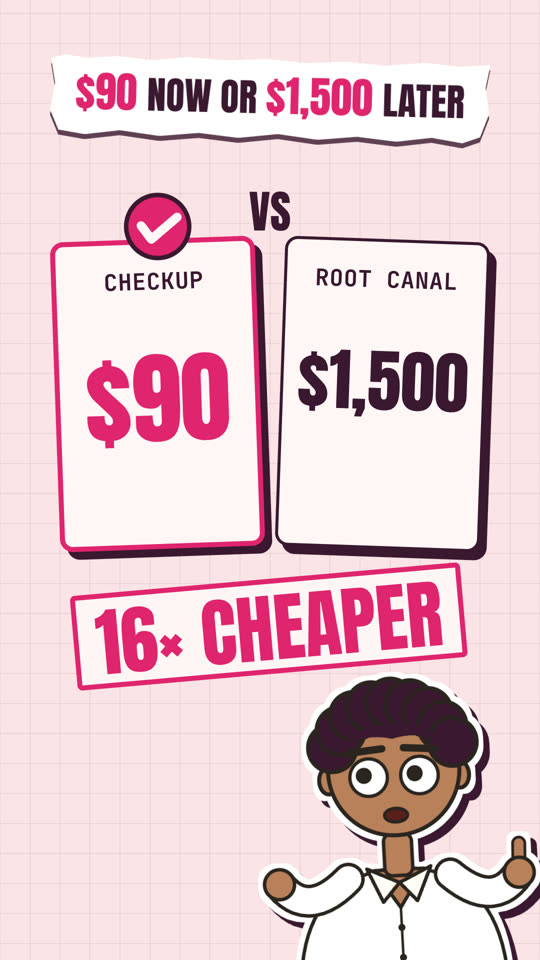 $90 NOW OR $1,500 LATER
VS
CHECKUP
$90
ROOT CANAL
$1,500
16× CHEAPER